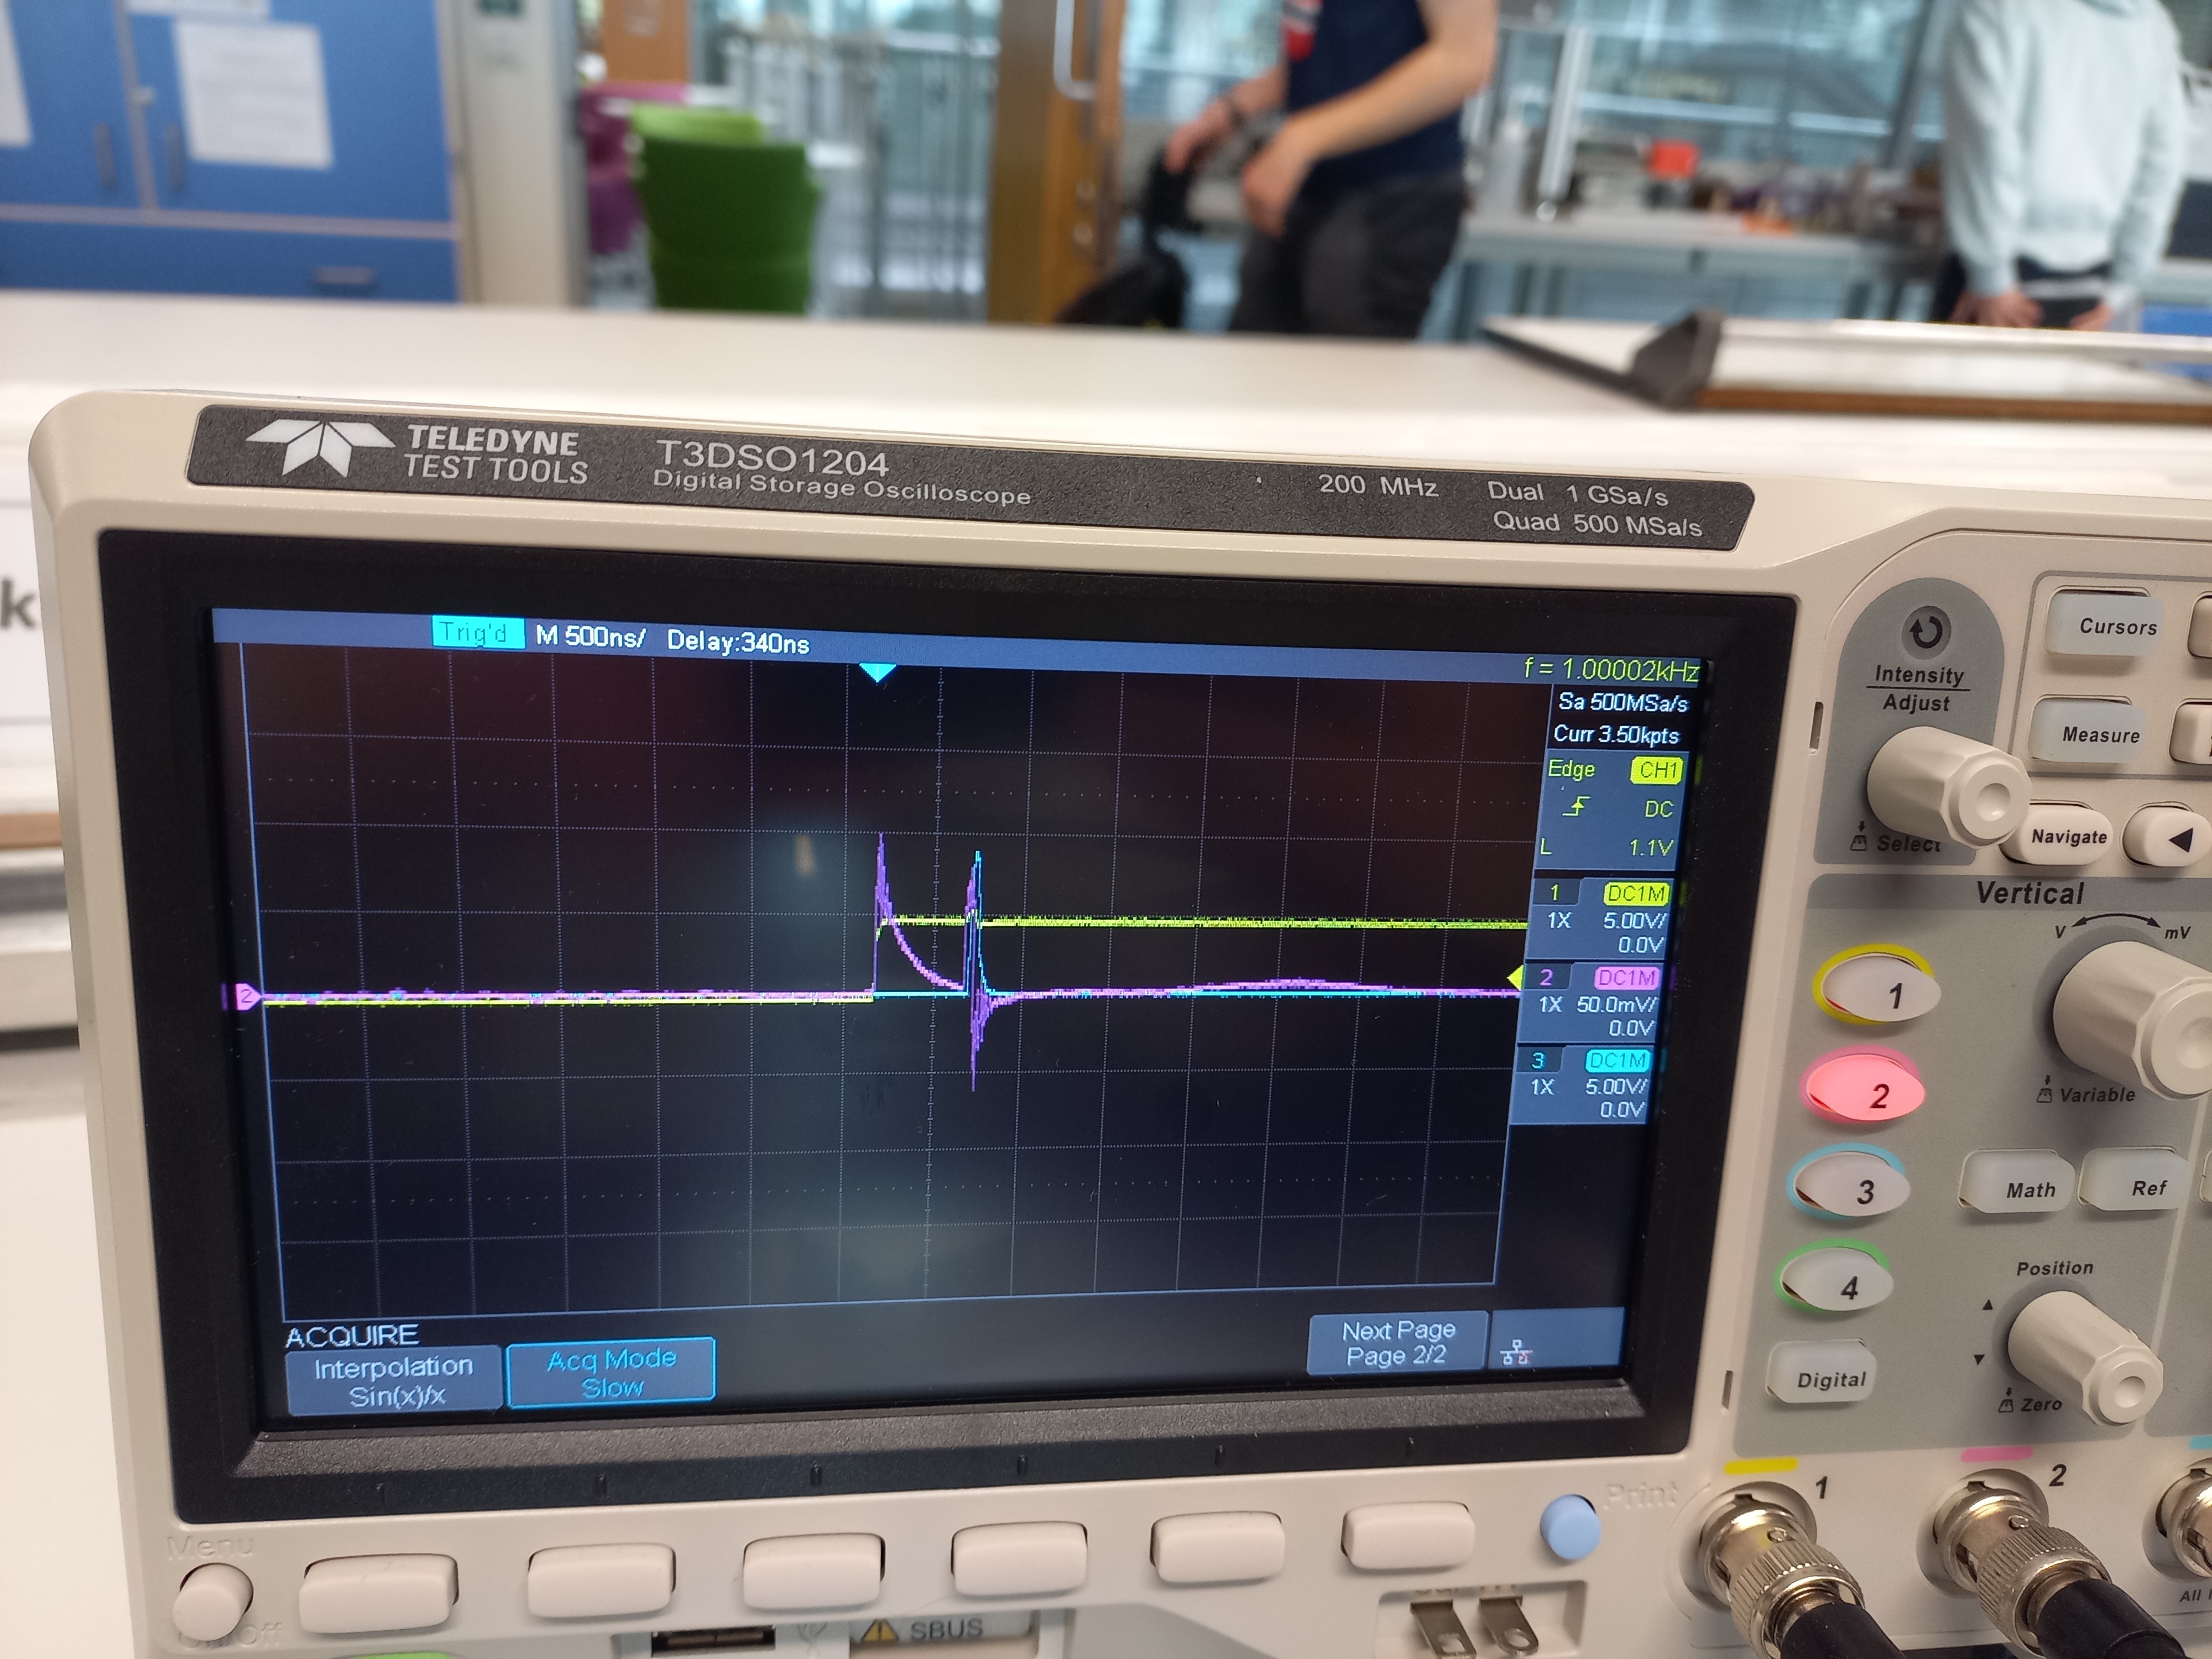 k
TELEDYNE
TEST TOOLS
T3DSO1204
Digital Storage Oscilloscope
200 MHz
Dual 1 GSa/s
Quad 500 MSa/s
Trig'd M 500ns/ Delay:340ns
f = 1.00002kHz
Sa 500MSa/s
Curr 3.50kpts
Edge CH1
DC
L 1.1V
1 DC1M
1X 5.00V/
0.0V
2
2 DC1M
1X 50.0mV/
0.0V
3 DC1M
1X 5.00V/
0.0V
ACQUIRE
Interpolation
Sin(x)/x
Acq Mode
Slow
Next Page
Page 2/2
Intensity
Adjust
Select
Cursors
Measure
Navigate
Vertical
V mV
Variable
1
2
3
4
Math
Ref
Digital
Position
Zero
Menu
On/Off
Print
SBUS
1
2
All